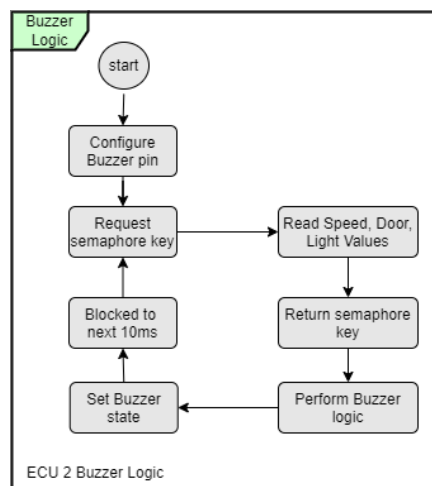 Buzzer
Logic
start
Configure
Buzzer pin
Request
semaphore key
Read Speed, Door,
Light Values
Return semaphore
key
Perform Buzzer
logic
Set Buzzer
state
Blocked to
next 10ms
ECU 2 Buzzer Logic